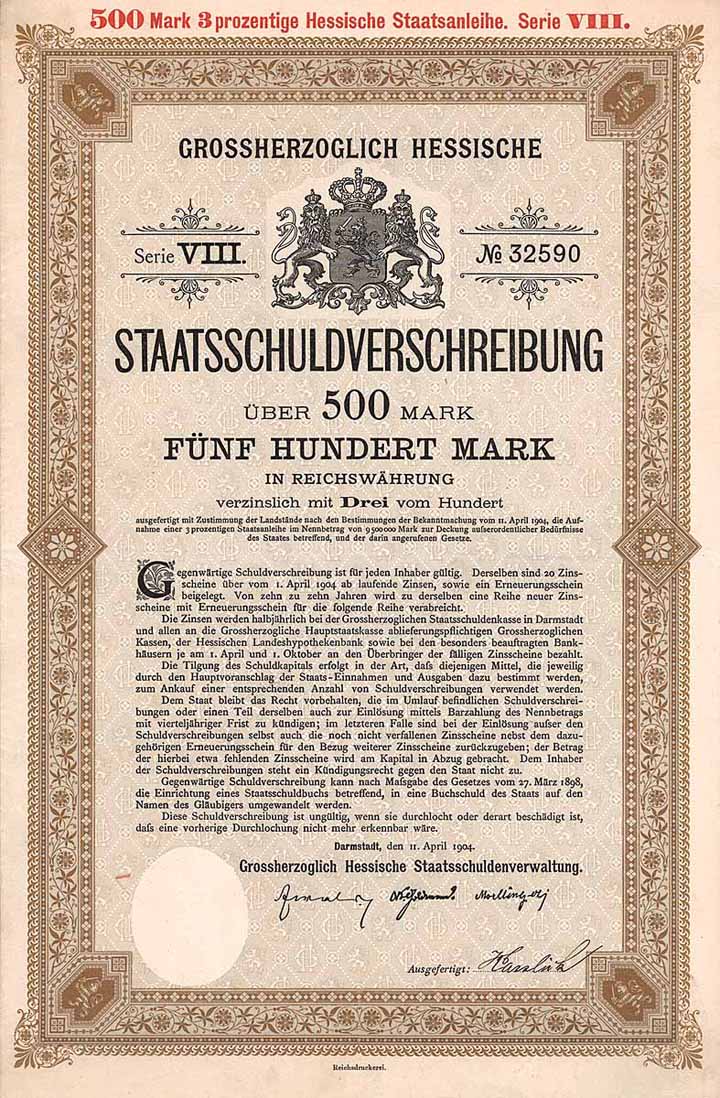 500 Mark 3 prozentige Hessische Staatsanleihe. Serie VIII.
GROSSHERZOGLICH HESSISCHE
Serie VIII.
№ 32590
STAATSSCHULDVERSCHREIBUNG
ÜBER 500 MARK
FÜNF HUNDERT MARK
IN REICHSWÄHRUNG
verzinslich mit Drei vom Hundert
ausgefertigt mit Zustimmung der Landstände nach den Bestimmungen der Bekanntmachung vom 11. April 1904, die Auf-
nahme einer 3 prozentigen Staatsanleihe im Nennbetrag von 9 500 000 Mark zur Deckung aufserordentlicher Bedürfnisse
des Staates betreffend, und der darin angerufenen Gesetze.
Gegenwärtige Schuldverschreibung ist für jeden Inhaber gültig. Derselben sind 20 Zins-
scheine über vom 1. April 1904 ab laufende Zinsen, sowie ein Erneuerungsschein
beigelegt. Von zehn zu zehn Jahren wird zu derselben eine Reihe neuer Zins-
scheine mit Erneuerungsschein für die folgende Reihe verabreicht.
Die Zinsen werden halbjährlich bei der Grossherzoglichen Staatsschuldenkasse in Darmstadt
und allen an die Grossherzogliche Hauptstaatskasse ablieferungspflichtigen Grossherzoglichen
Kassen, der Hessischen Landeshypothekenbank sowie bei den besonders beauftragten Bank-
häusern je am 1. April und 1. Oktober an den Überbringer der fälligen Zinsscheine bezahlt.
Die Tilgung des Schuldkapitals erfolgt in der Art, dafs diejenigen Mittel, die jeweilig
durch den Hauptvoranschlag der Staats-Einnahmen und Ausgaben dazu bestimmt werden,
zum Ankauf einer entsprechenden Anzahl von Schuldverschreibungen verwendet werden.
Dem Staat bleibt das Recht vorbehalten, die im Umlauf befindlichen Schuldverschrei-
bungen oder einen Teil derselben auch zur Einlösung mittels Barzahlung des Nennbetrags
mit vierteljähriger Frist zu kündigen; im letzteren Falle sind bei der Einlösung aufser den
Schuldverschreibungen selbst auch die noch nicht verfallenen Zinsscheine nebst dem dazu-
gehörigen Erneuerungsschein für den Bezug weiterer Zinsscheine zurückzugeben; der Betrag
der hierbei etwa fehlenden Zinsscheine wird am Kapital in Abzug gebracht. Dem Inhaber
der Schuldverschreibungen steht ein Kündigungsrecht gegen den Staat nicht zu.
Gegenwärtige Schuldverschreibung kann nach Mafsgabe des Gesetzes vom 27. März 1898,
die Einrichtung eines Staatsschuldbuchs betreffend, in eine Buchschuld des Staats auf den
Namen des Gläubigers umgewandelt werden.
Diese Schuldverschreibung ist ungültig, wenn sie durchlocht oder derart beschädigt ist,
dafs eine vorherige Durchlochung nicht mehr erkennbar wäre.
Darmstadt, den 11. April 1904.
Grossherzoglich Hessische Staatsschuldenverwaltung.
Ausgefertigt:
Reichsdruckerei.